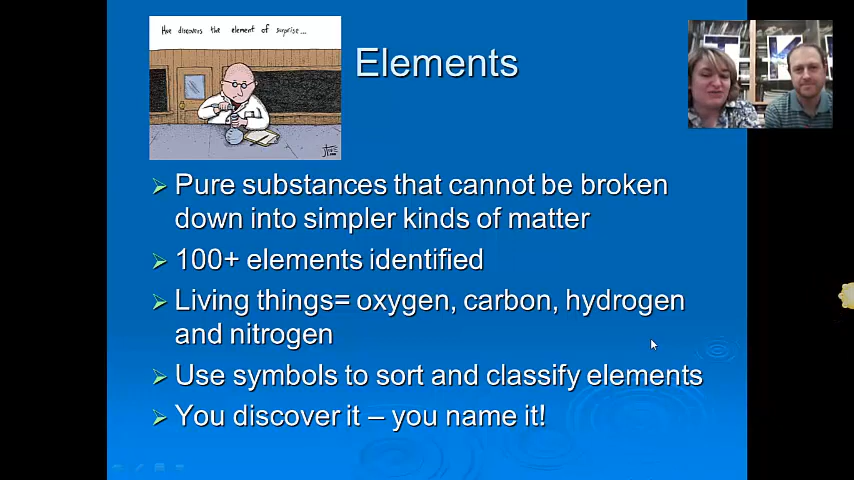 Hue discovers the element of surprise...
Elements
Pure substances that cannot be broken
down into simpler kinds of matter
100+ elements identified
Living things= oxygen, carbon, hydrogen
and nitrogen
Use symbols to sort and classify elements
You discover it – you name it!